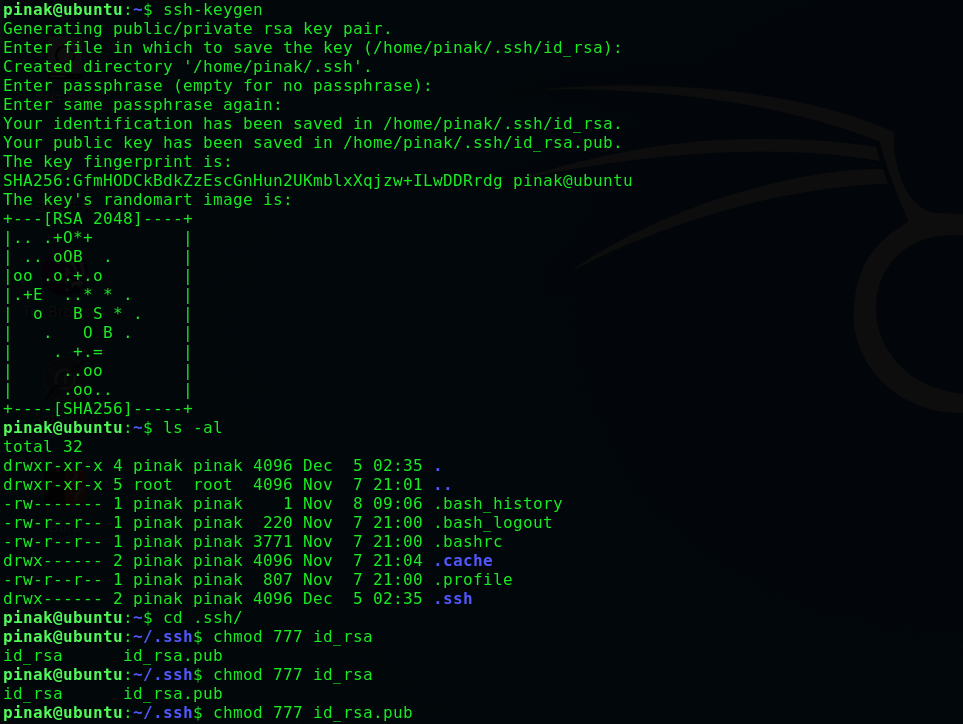 pinak@ubuntu:~$ ssh-keygen
Generating public/private rsa key pair.
Enter file in which to save the key (/home/pinak/.ssh/id_rsa):
Created directory '/home/pinak/.ssh'.
Enter passphrase (empty for no passphrase):
Enter same passphrase again:
Your identification has been saved in /home/pinak/.ssh/id_rsa.
Your public key has been saved in /home/pinak/.ssh/id_rsa.pub.
The key fingerprint is:
SHA256:GfmHODCkBdkZzEscGnHun2UKmblxXqjzw+ILwDDRrdg pinak@ubuntu
The key's randomart image is:
+---[RSA 2048]----+
|.. .+O*+         |
| .. oOB  .       |
|oo .o.+.o        |
|.+E  ..* * .     |
|  o   B S * .    |
|   .   O B .     |
|    . +.=        |
|     ..oo        |
|     .oo..       |
+----[SHA256]-----+
pinak@ubuntu:~$ ls -al
total 32
drwxr-xr-x 4 pinak pinak 4096 Dec  5 02:35 .
drwxr-xr-x 5 root  root  4096 Nov  7 21:01 ..
-rw------- 1 pinak pinak    1 Nov  8 09:06 .bash_history
-rw-r--r-- 1 pinak pinak  220 Nov  7 21:00 .bash_logout
-rw-r--r-- 1 pinak pinak 3771 Nov  7 21:00 .bashrc
drwx------ 2 pinak pinak 4096 Nov  7 21:04 .cache
-rw-r--r-- 1 pinak pinak  807 Nov  7 21:00 .profile
drwx------ 2 pinak pinak 4096 Dec  5 02:35 .ssh
pinak@ubuntu:~$ cd .ssh/
pinak@ubuntu:~/.ssh$ chmod 777 id_rsa
id_rsa      id_rsa.pub
pinak@ubuntu:~/.ssh$ chmod 777 id_rsa
id_rsa      id_rsa.pub
pinak@ubuntu:~/.ssh$ chmod 777 id_rsa.pub